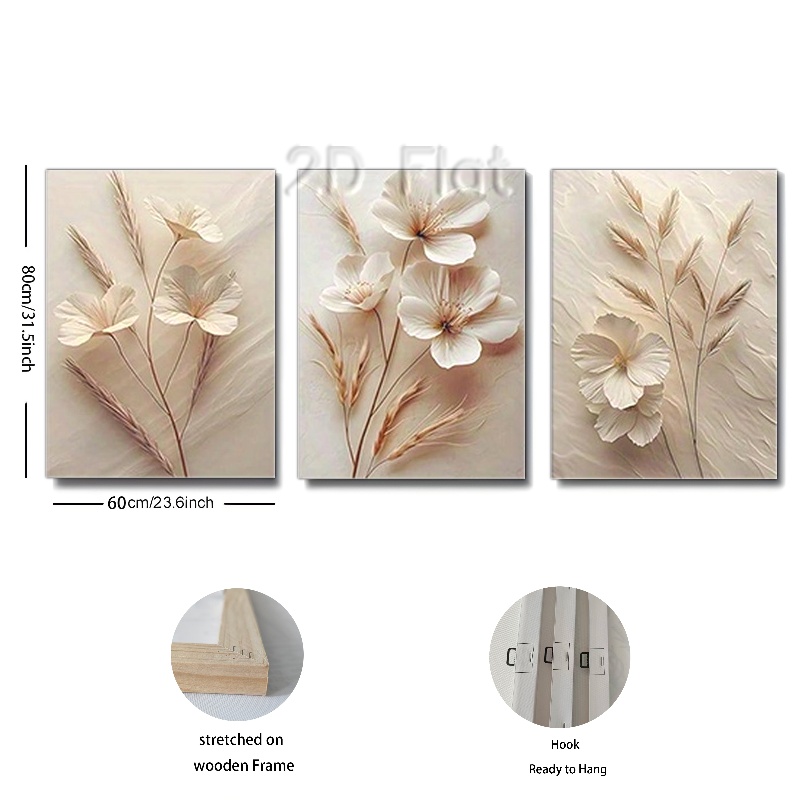 2D Flat
80cm/31.5inch
60cm/23.6inch
stretched on
wooden Frame
Hook
Ready to Hang